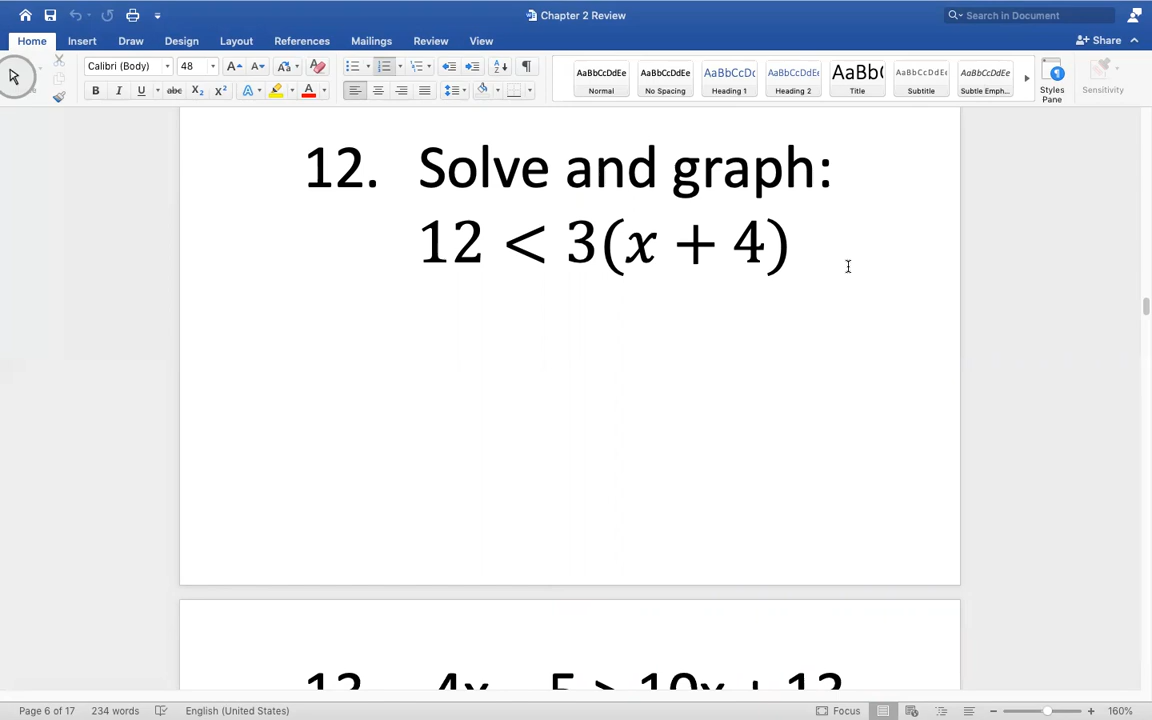 Chapter 2 Review
Search in Document
Home Insert Draw Design Layout References Mailings Review View
Share
Calibri (Body) 48
AaBbCcDdEe AaBbCcDdEe AaBbCcDc AaBbCcDdEe AaBb( AaBbCcDdEe AaBbCcDdEe
Normal No Spacing Heading 1 Heading 2 Title Subtitle Subtle Emph...
Styles Pane
Sensitivity
12. Solve and graph:
12 < 3(x + 4)
Page 6 of 17 234 words English (United States) Focus 160%